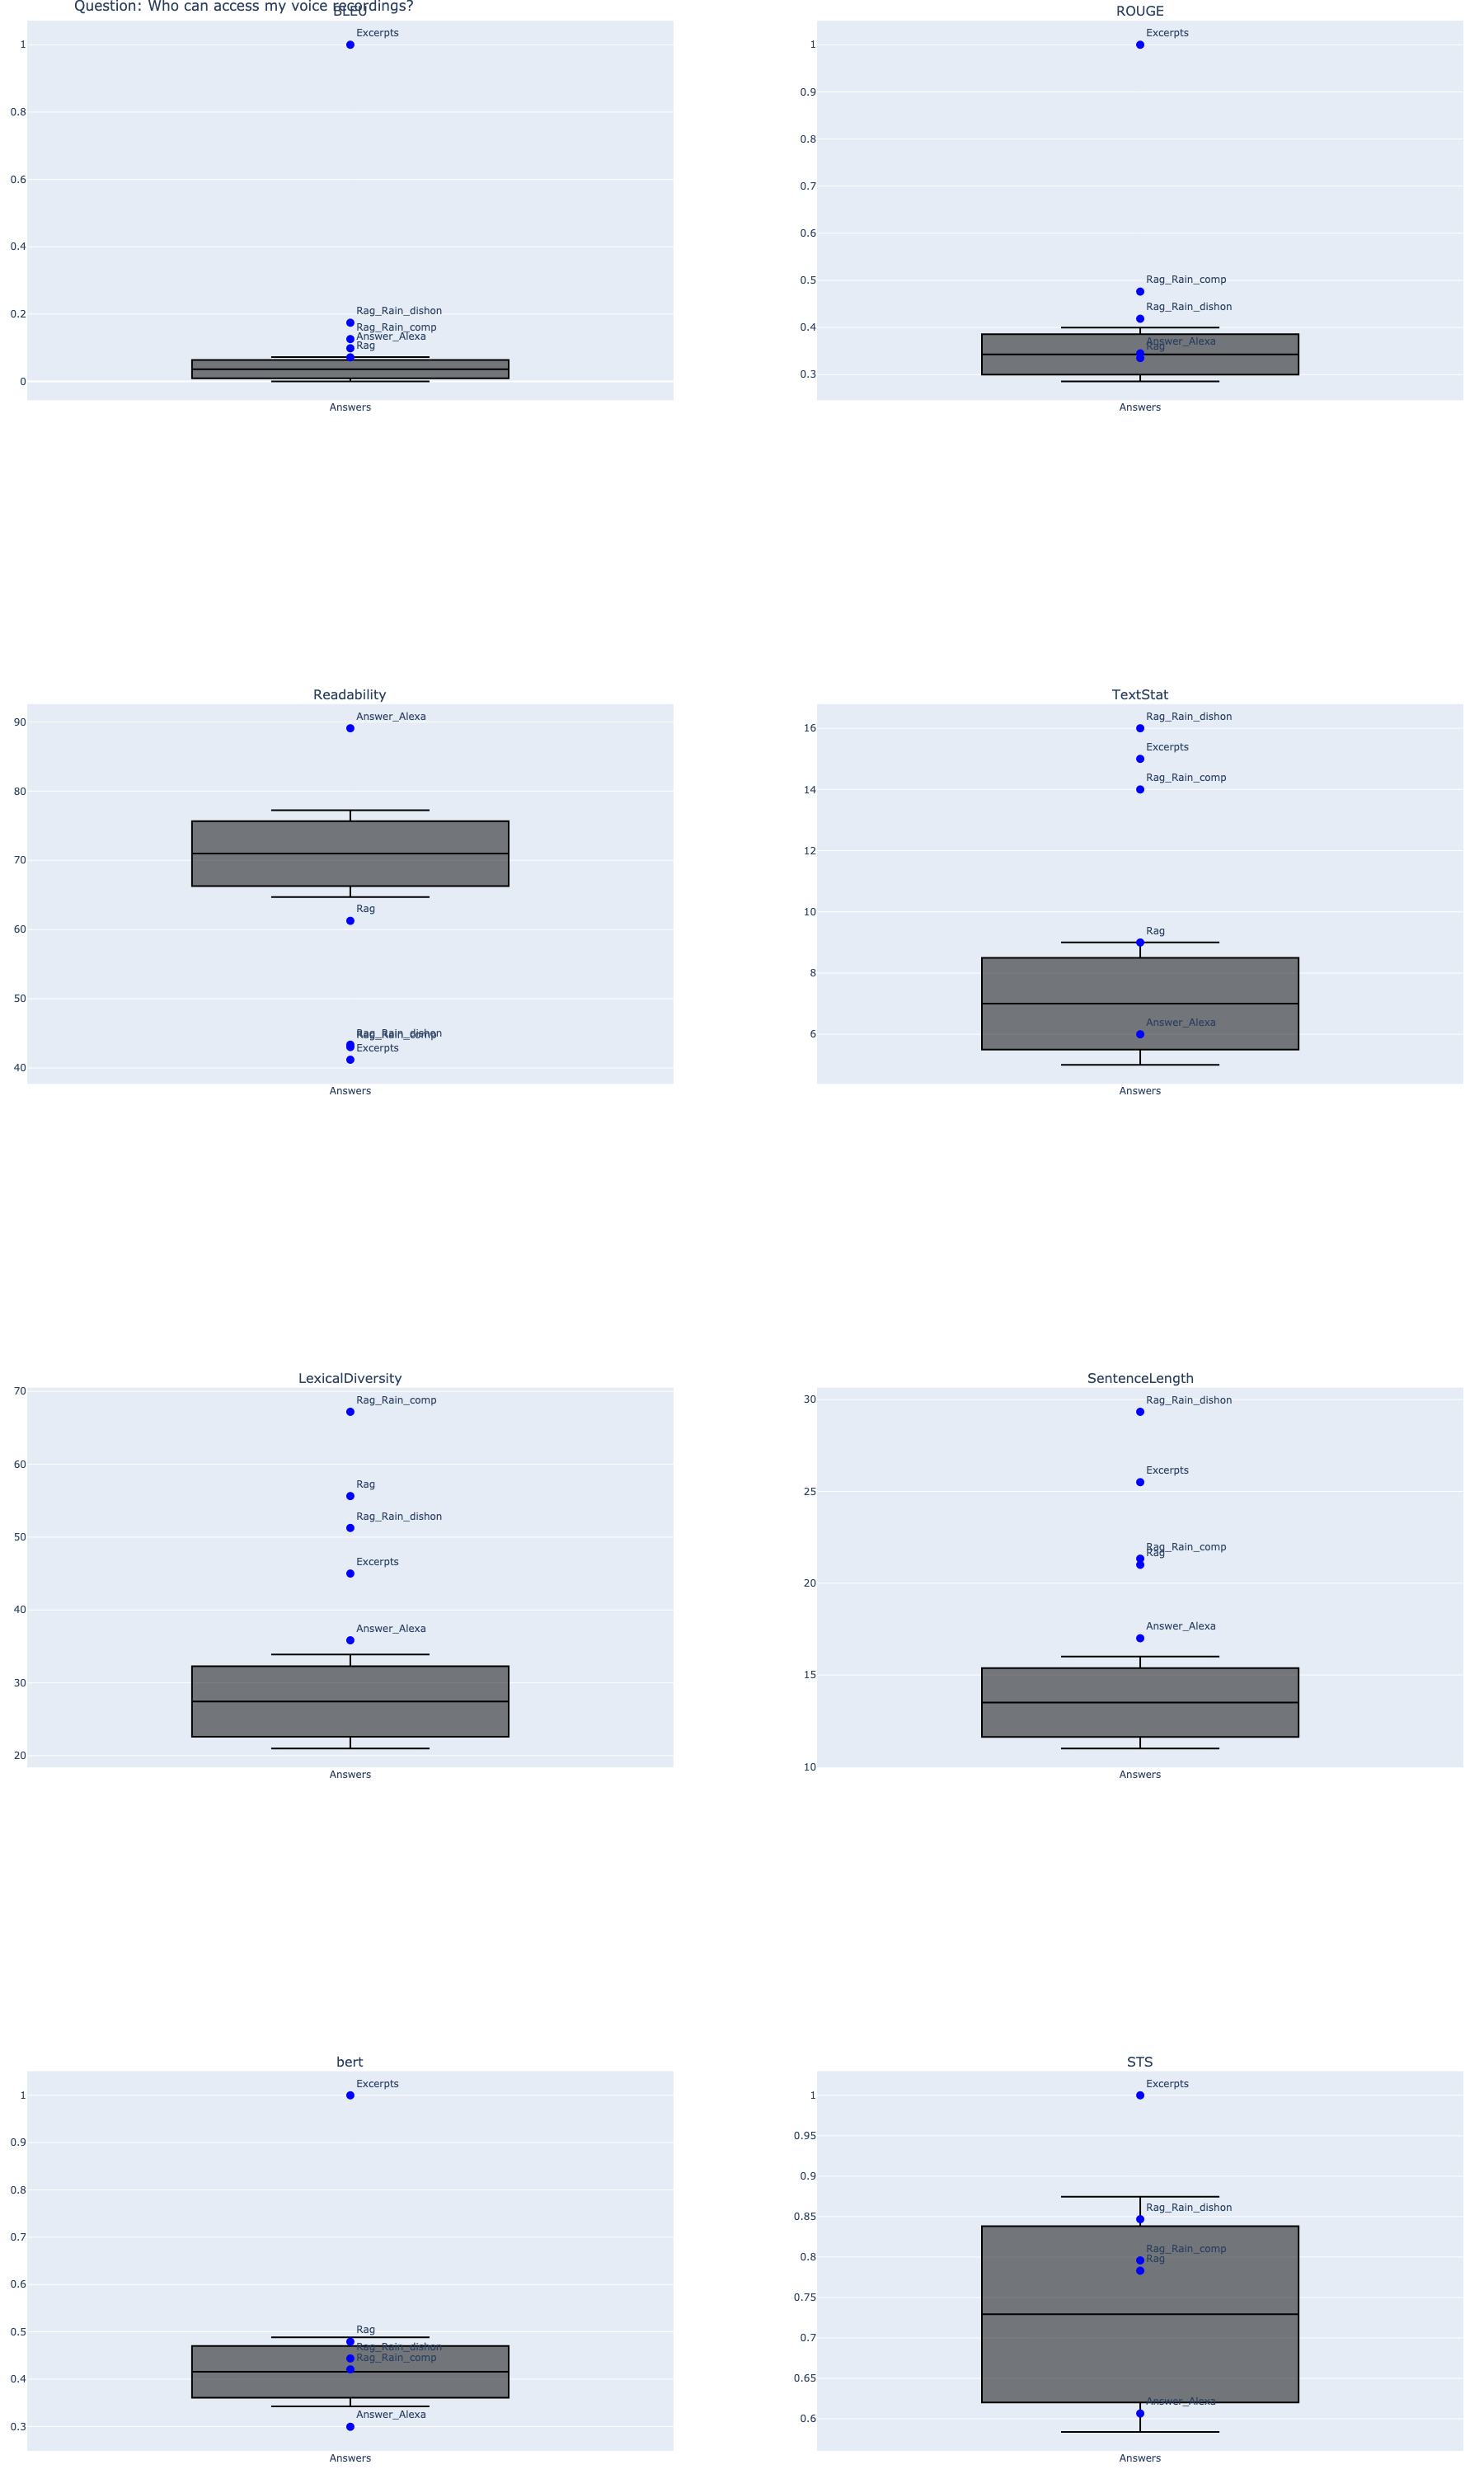 Question: Who can access my voice recordings?
BLEU
1
0.8
0.6
0.4
0.2
0
Excerpts
Rag_Rain_dishon
Rag_Rain_comp
Answer_Alexa
Rag
Answers
ROUGE
1
0.9
0.8
0.7
0.6
0.5
0.4
0.3
Excerpts
Rag_Rain_comp
Rag_Rain_dishon
Answer_Alexa
Rag
Answers
Readability
90
80
70
60
50
40
Answer_Alexa
Rag
Rag_Rain_dishon
Rag_Rain_comp
Excerpts
Answers
TextStat
16
14
12
10
8
6
Rag_Rain_dishon
Excerpts
Rag_Rain_comp
Rag
Answer_Alexa
Answers
LexicalDiversity
70
60
50
40
30
20
Rag_Rain_comp
Rag
Rag_Rain_dishon
Excerpts
Answer_Alexa
Answers
SentenceLength
30
25
20
15
10
Rag_Rain_dishon
Excerpts
Rag_Rain_comp
Rag
Answer_Alexa
Answers
bert
1
0.9
0.8
0.7
0.6
0.5
0.4
0.3
Excerpts
Rag
Rag_Rain_dishon
Rag_Rain_comp
Answer_Alexa
Answers
STS
1
0.95
0.9
0.85
0.8
0.75
0.7
0.65
0.6
Excerpts
Rag_Rain_dishon
Rag_Rain_comp
Rag
Answer_Alexa
Answers